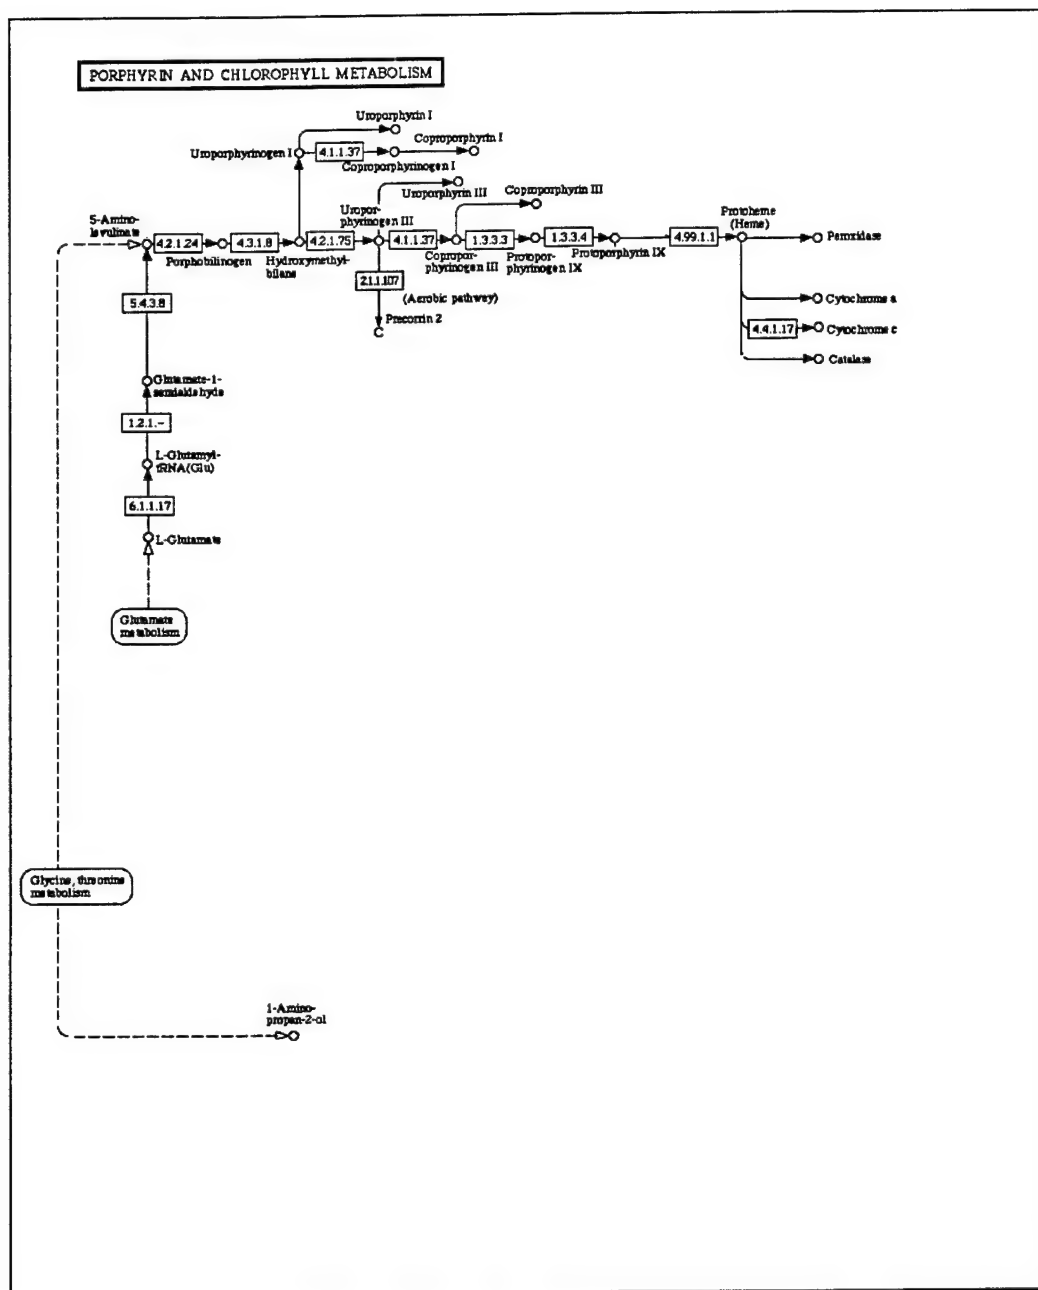 PORPHYRIN AND CHLOROPHYLL METABOLISM
Uroporphyrin I
Coproporphyrin I
Uroporphyrinogen I
4.1.1.37
Coproporphyrinogen I
Uroporphyrin III
Coproporphyrin III
5-Amino-
levulinate
Uropor-
phyrinogen III
Protoheme
(Heme)
4.2.1.24
4.3.1.8
4.2.1.75
4.1.1.37
1.3.3.3
1.3.3.4
4.99.1.1
Peroxidase
Porphobilinogen
Hydroxymethyl-
bilane
Copropor-
phyrinogen III
Protopor-
phyrinogen IX
Protoporphyrin IX
2.1.1.107
(Aerobic pathway)
Precorrin 2
C
5.4.3.8
Cytochrome a
4.4.1.17
Cytochrome c
Catalase
Glutamate-1-
semialdehyde
1.2.1.-
L-Glutamyl-
tRNA(Glu)
6.1.1.17
L-Glutamate
Glutamate
metabolism
Glycine, threonine
metabolism
1-Amino-
propan-2-ol